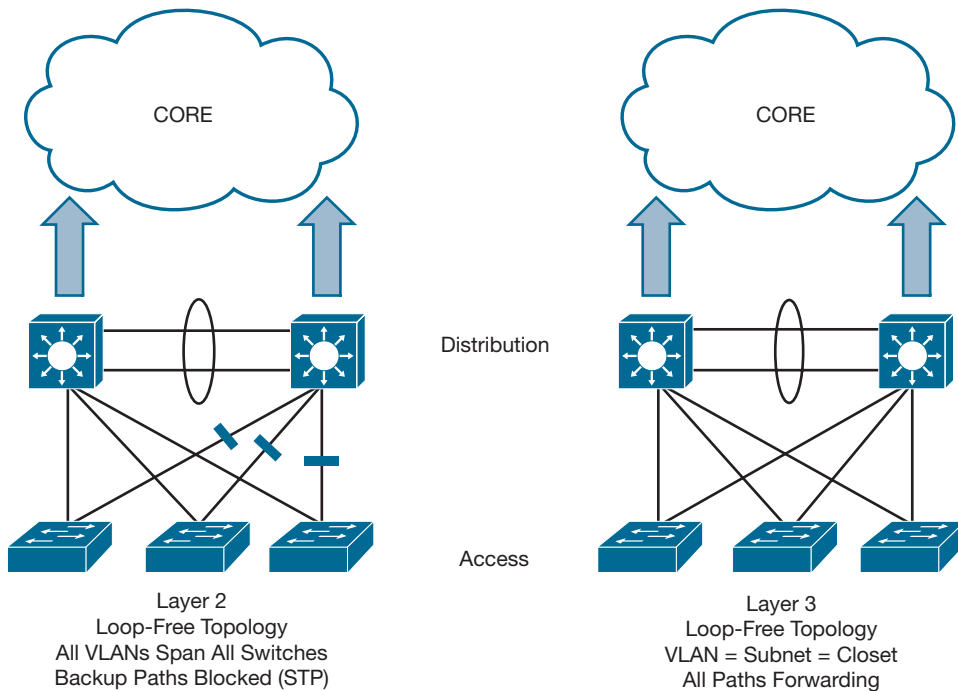 CORE
CORE
Distribution
Access
Layer 2
Loop-Free Topology
All VLANs Span All Switches
Backup Paths Blocked (STP)
Layer 3
Loop-Free Topology
VLAN = Subnet = Closet
All Paths Forwarding